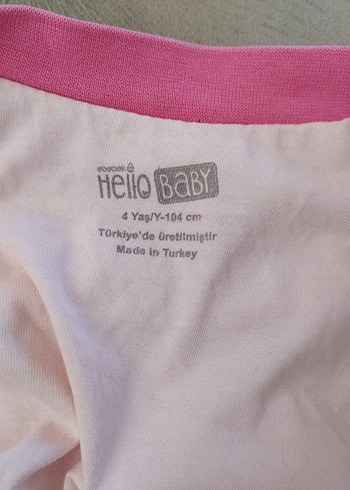 ebebek
Hello BABY
4 Yaş/Y-104 cm
Türkiye'de üretilmiştir
Made in Turkey